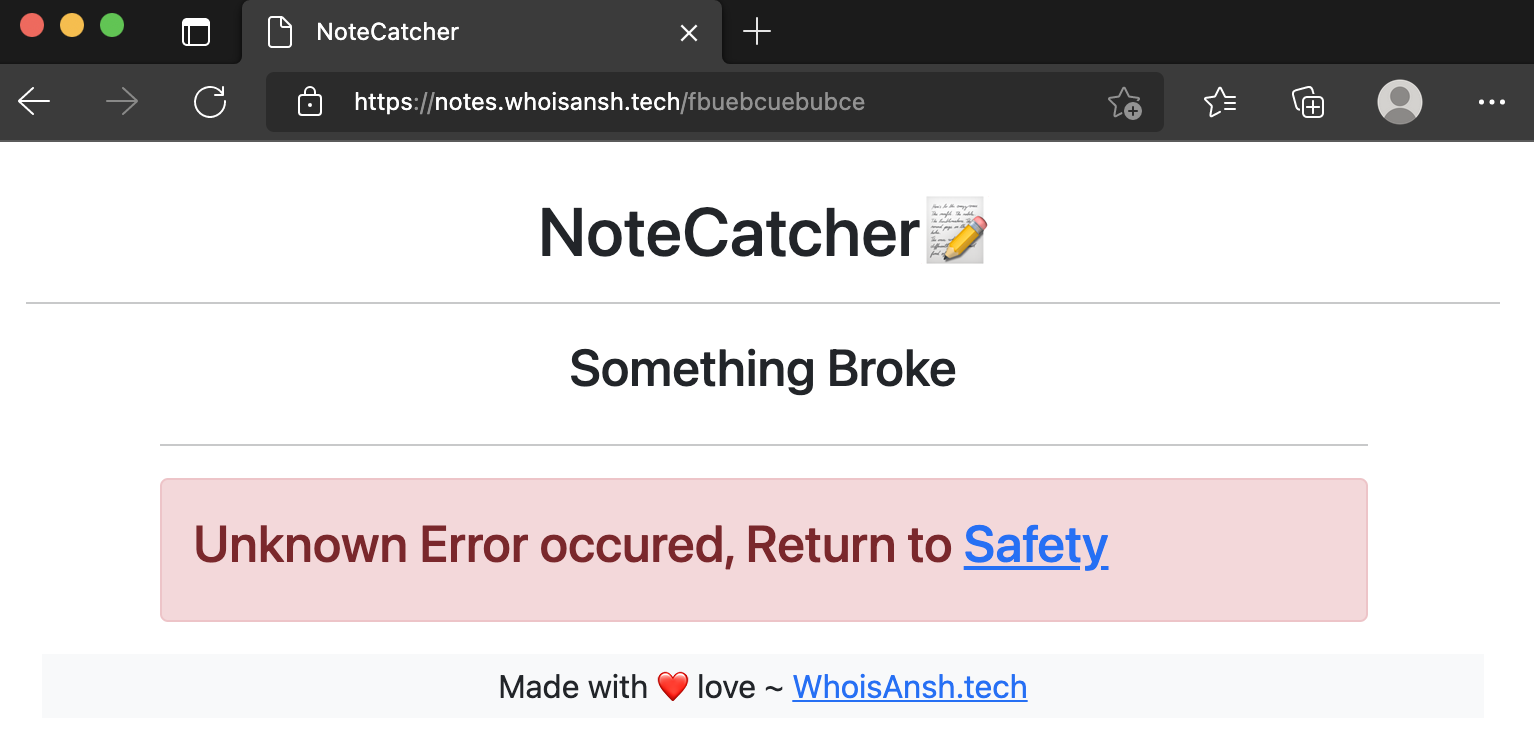 NoteCatcher
https://notes.whoisansh.tech/fbuebcuebubce
NoteCatcher
Something Broke
Unknown Error occured, Return to Safety
Made with ❤️ love ~ WhoisAnsh.tech